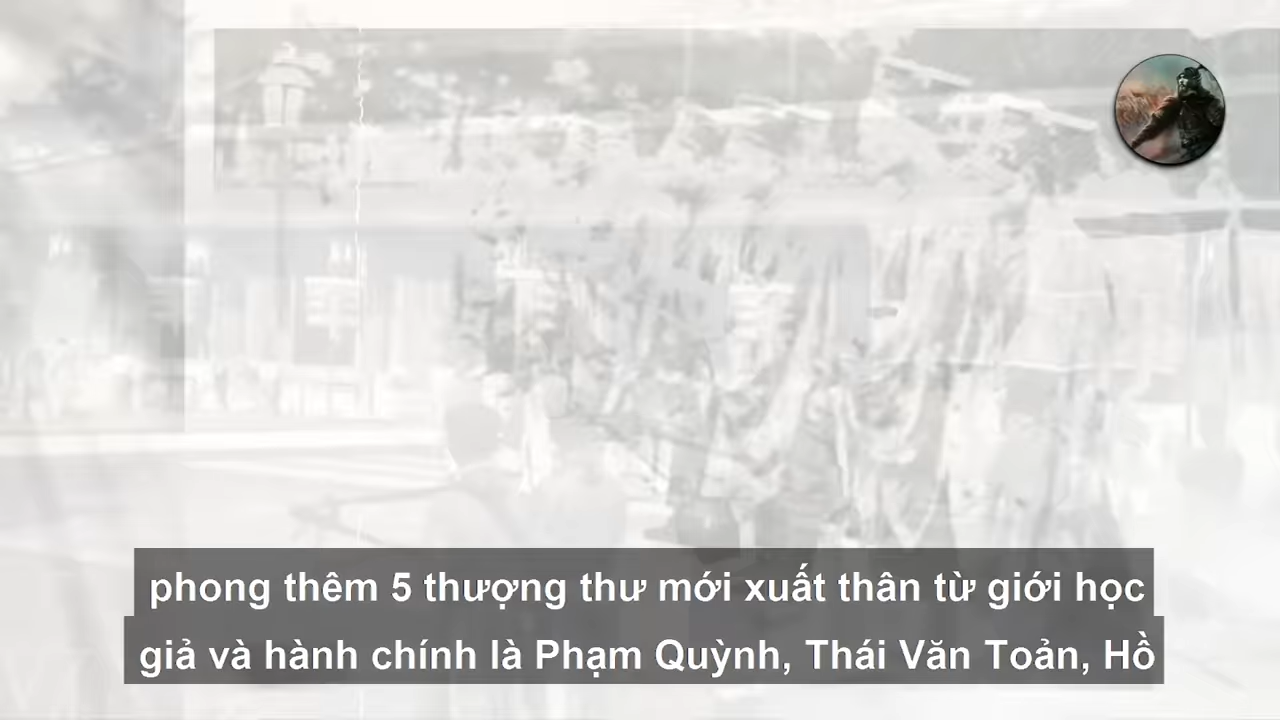 phong thêm 5 thượng thư mới xuất thân từ giới học
giả và hành chính là Phạm Quỳnh, Thái Văn Toản, Hồ